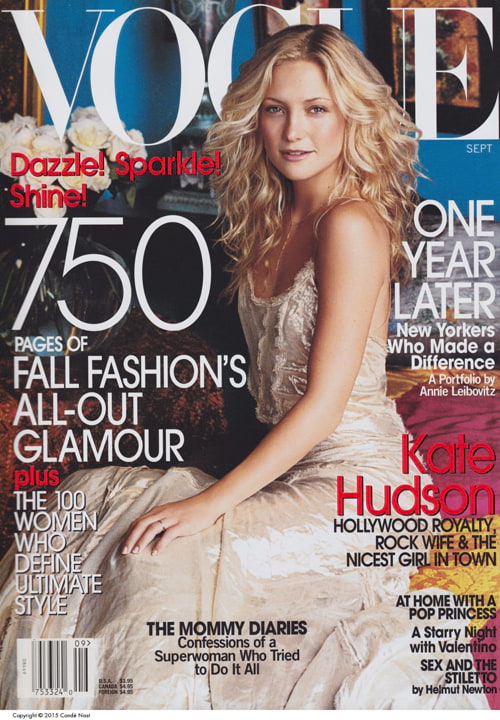 VOGUE
SEPT
Dazzle! Sparkle!
Shine!
750
PAGES OF
FALL FASHION'S
ALL-OUT
GLAMOUR
plus
THE 100
WOMEN
WHO
DEFINE
ULTIMATE
STYLE
ONE
YEAR
LATER
New Yorkers
Who Made a
Difference
A Portfolio by
Annie Leibovitz
Kate
Hudson
HOLLYWOOD ROYALTY,
ROCK WIFE & THE
NICEST GIRL IN TOWN
AT HOME WITH A
POP PRINCESS
A Starry Night
with Valentino
SEX AND THE
STILETTO
by Helmut Newton
THE MOMMY DIARIES
Confessions of a
Superwoman Who Tried
to Do It All
09>
U.S.A. $3.95
CANADA $4.95
FOREIGN $4.95
Copyright © 2015 Condé Nast